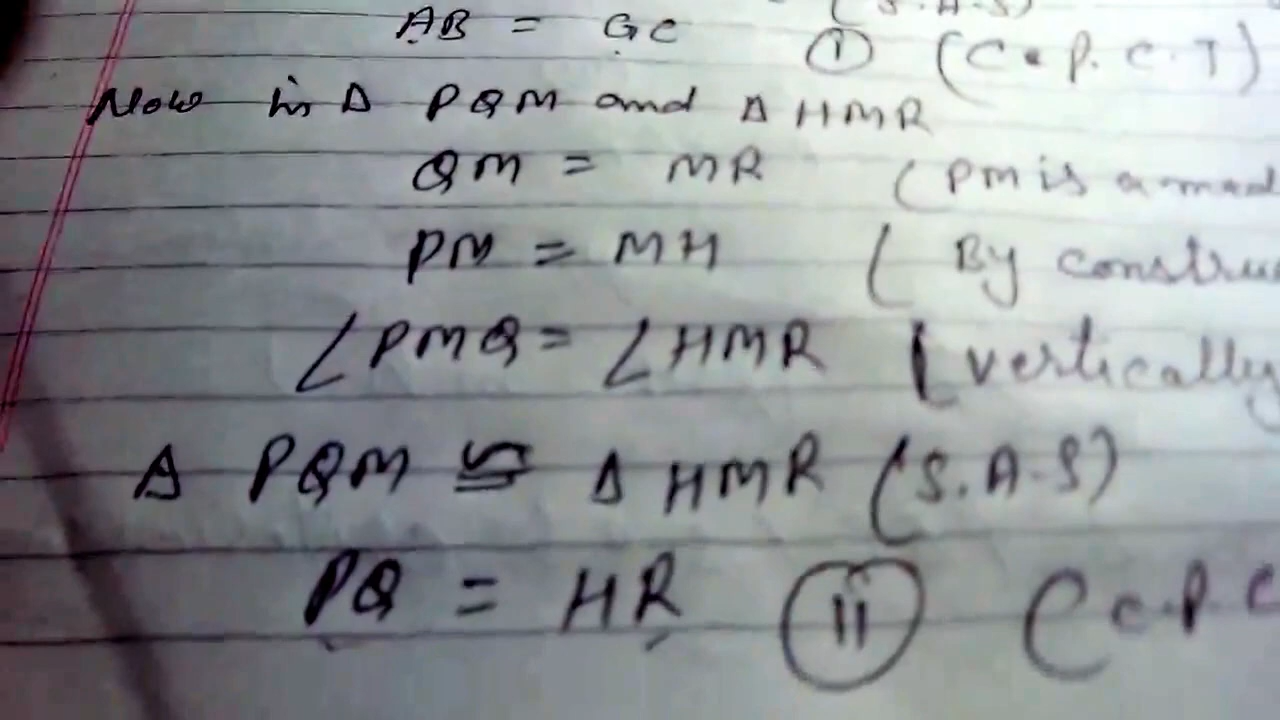 (S.A.S)
AB = GC (i) (C.P.C.T)
Now in Δ PQM and Δ HMR
QM = MR (PM is a med
PM = MH ( By constru
∠PMQ = ∠HMR ( vertically
Δ PQM ≅ Δ HMR (S.A.S)
PQ = HR (ii) (C.P.C